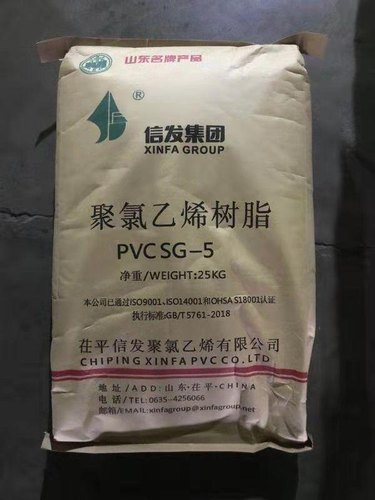 山东名牌产品
®
信发集团
XINFA GROUP
聚氯乙烯树脂
PVC SG-5
净重/WEIGHT:25KG
本公司已通过ISO9001、ISO14001和OHSAS18001认证
执行标准:GB/T5761-2018
茌平信发聚氯乙烯有限公司
CHIPING XINFA PVC CO.LTD
地址/ADD:山东·茌平·CHINA
电话/TEL:0635-4256066
邮箱/EMAIL:xinfagroup@xinfagroup.net